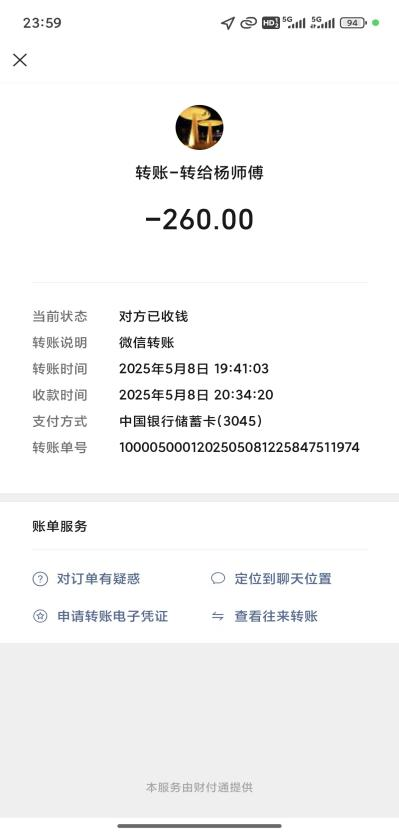 23:59
HD2 5G 5G 94
转账-转给杨师傅
-260.00
当前状态 对方已收钱
转账说明 微信转账
转账时间 2025年5月8日 19:41:03
收款时间 2025年5月8日 20:34:20
支付方式 中国银行储蓄卡(3045)
转账单号 1000050001202505081225847511974
账单服务
对订单有疑惑 定位到聊天位置
申请转账电子凭证 查看往来转账
本服务由财付通提供